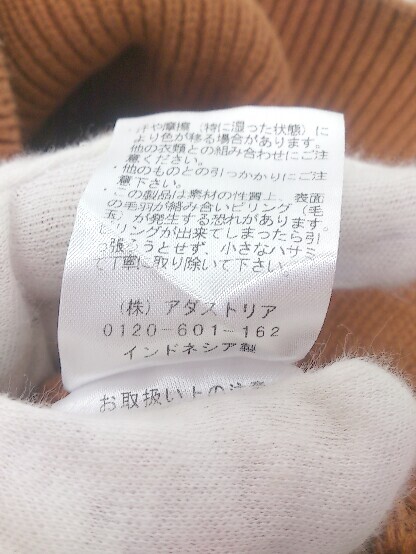 ・汗や摩擦（特に湿った状態）に
より色が移る場合があります。
他の衣類との組み合わせにご注
意ください。
・他のものとの引っかかりにご注
意下さい。
・この製品は素材の性質上、表面
の毛羽が絡み合いピリング（毛
玉）が発生する恐れがあります。
ピリングが出来てしまったら引
っ張ろうとせず、小さなハサミ
で丁寧に取り除いて下さい。
（株）アダストリア
0120-601-162
インドネシア製
お取扱い上の注意